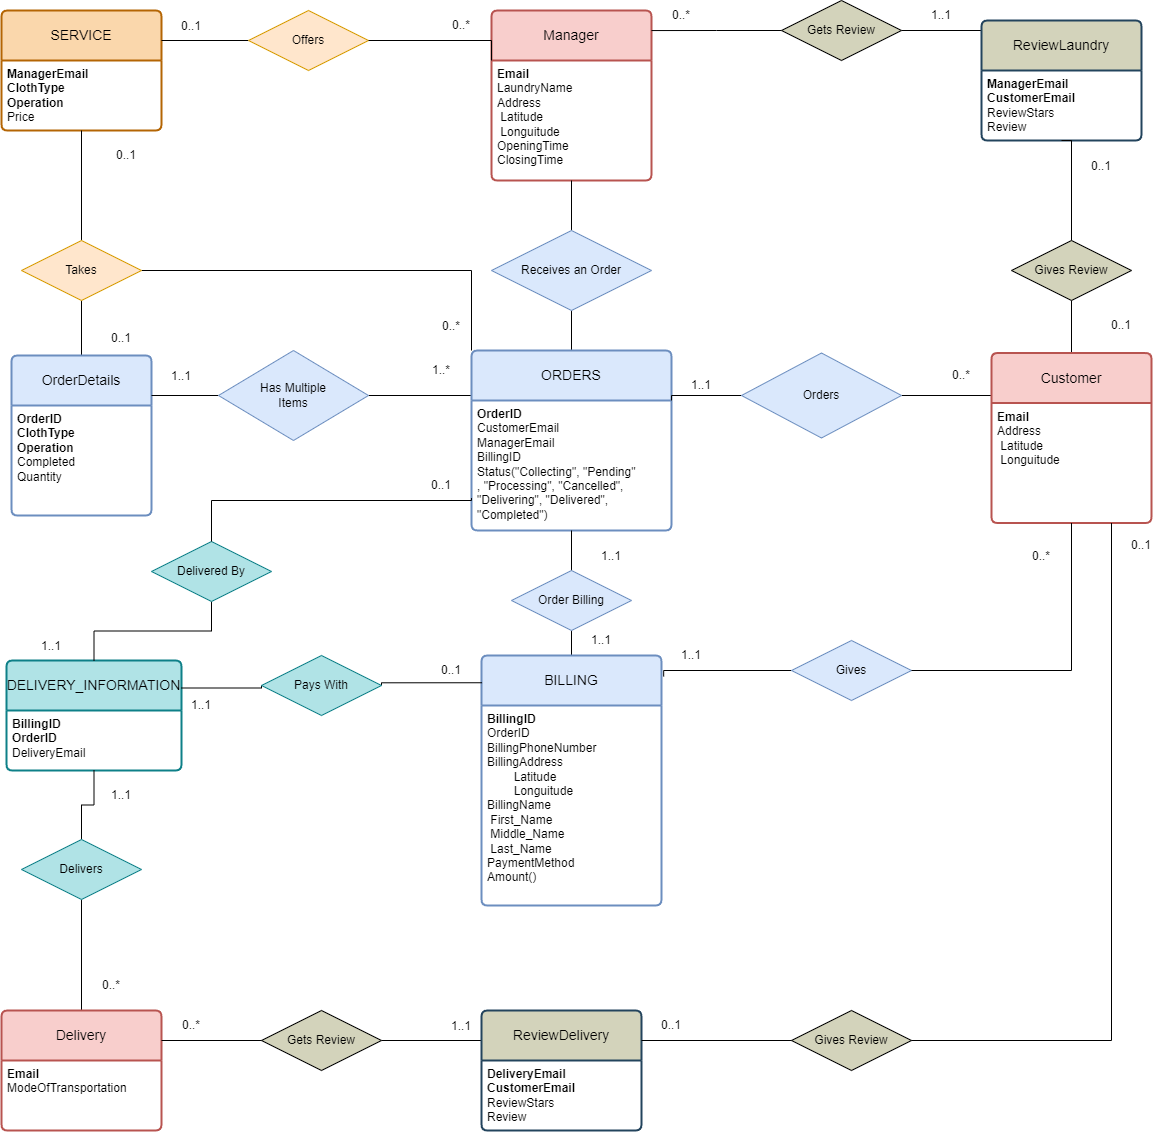 SERVICE
ManagerEmail
ClothType
Operation
Price
0..1
Offers
0..*
Manager
Email
LaundryName
Address
Latitude
Longuitude
OpeningTime
ClosingTime
0..*
Gets Review
1..1
ReviewLaundry
ManagerEmail
CustomerEmail
ReviewStars
Review
0..1
0..1
Takes
Receives an Order
Gives Review
0..1
0..*
0..1
OrderDetails
OrderID
ClothType
Operation
Completed
Quantity
1..1
Has Multiple
Items
1..*
ORDERS
OrderID
CustomerEmail
ManagerEmail
BillingID
Status("Collecting", "Pending"
, "Processing", "Cancelled",
"Delivering", "Delivered",
"Completed")
1..1
Orders
0..*
Customer
Email
Address
Latitude
Longuitude
0..1
Delivered By
1..1
1..1
Order Billing
1..1
0..*
0..1
DELIVERY_INFORMATION
BillingID
OrderID
DeliveryEmail
1..1
Pays With
0..1
BILLING
BillingID
OrderID
BillingPhoneNumber
BillingAddress
Latitude
Longuitude
BillingName
First_Name
Middle_Name
Last_Name
PaymentMethod
Amount()
1..1
Gives
1..1
Delivers
0..*
Delivery
Email
ModeOfTransportation
0..*
Gets Review
1..1
ReviewDelivery
DeliveryEmail
CustomerEmail
ReviewStars
Review
0..1
Gives Review